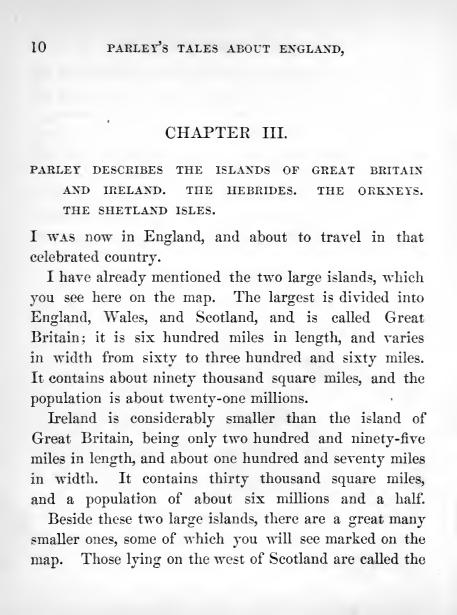 10 PARLEY'S TALES ABOUT ENGLAND,
CHAPTER III.
PARLEY DESCRIBES THE ISLANDS OF GREAT BRITAIN
AND IRELAND. THE HEBRIDES. THE ORKNEYS.
THE SHETLAND ISLES.
I WAS now in England, and about to travel in that
celebrated country.
I have already mentioned the two large islands, which
you see here on the map. The largest is divided into
England, Wales, and Scotland, and is called Great
Britain; it is six hundred miles in length, and varies
in width from sixty to three hundred and sixty miles.
It contains about ninety thousand square miles, and the
population is about twenty-one millions.
Ireland is considerably smaller than the island of
Great Britain, being only two hundred and ninety-five
miles in length, and about one hundred and seventy miles
in width. It contains thirty thousand square miles,
and a population of about six millions and a half.
Beside these two large islands, there are a great many
smaller ones, some of which you will see marked on the
map. Those lying on the west of Scotland are called the